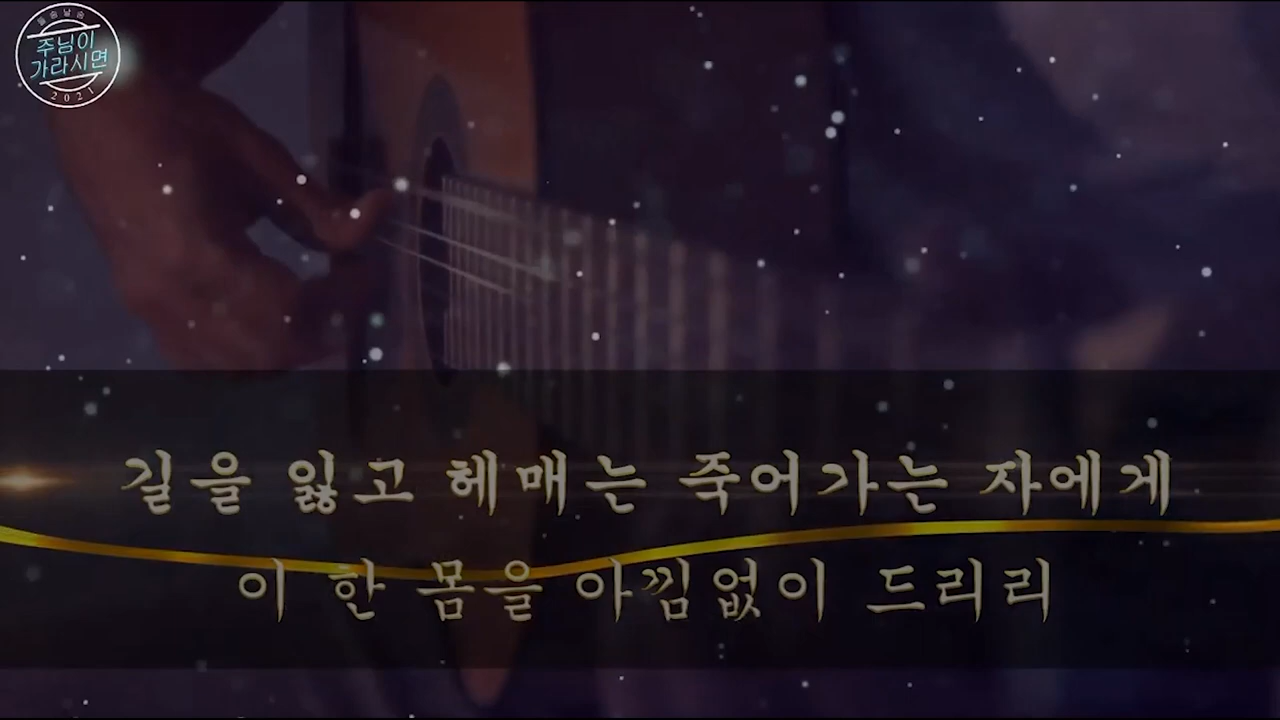 주님이
가라시면
2021
길을 잃고 헤매는 죽어가는 자에게
이 한 몸을 아낌없이 드리리